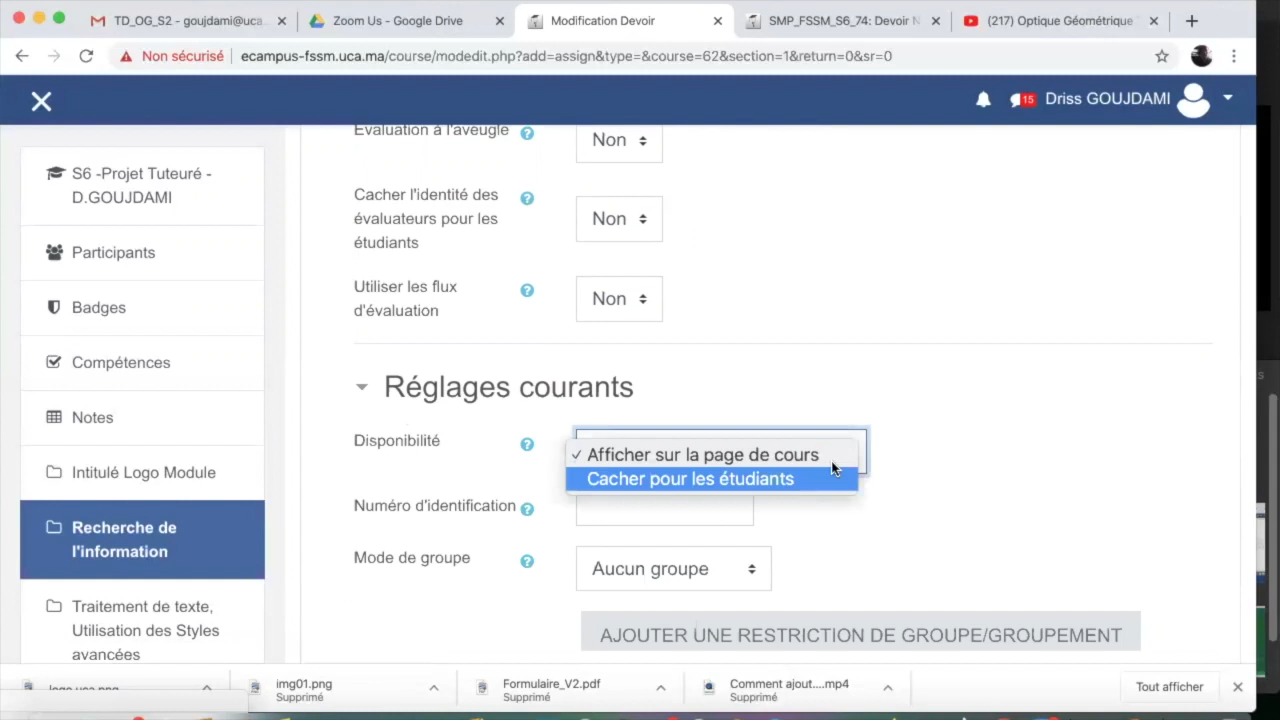 TD_OG_S2 - goujdami@uca
Zoom Us - Google Drive
Modification Devoir
SMP_FSSM_S6_74: Devoir N
(217) Optique Géométrique
Non sécurisé
ecampus-fssm.uca.ma/course/modedit.php?add=assign&type=&course=62&section=1&return=0&sr=0
15
Driss GOUJDAMI
S6 -Projet Tuteuré -
D.GOUJDAMI
Participants
Badges
Compétences
Notes
Intitulé Logo Module
Recherche de
l'information
Traitement de texte,
Utilisation des Styles
avancées
Évaluation à l'aveugle
Non
Cacher l'identité des
évaluateurs pour les
étudiants
Non
Utiliser les flux
d'évaluation
Non
Réglages courants
Disponibilité
✓ Afficher sur la page de cours
Cacher pour les étudiants
Numéro d'identification
Mode de groupe
Aucun groupe
AJOUTER UNE RESTRICTION DE GROUPE/GROUPEMENT
logo uca.png
img01.png
Supprimé
Formulaire_V2.pdf
Supprimé
Comment ajout....mp4
Supprimé
Tout afficher